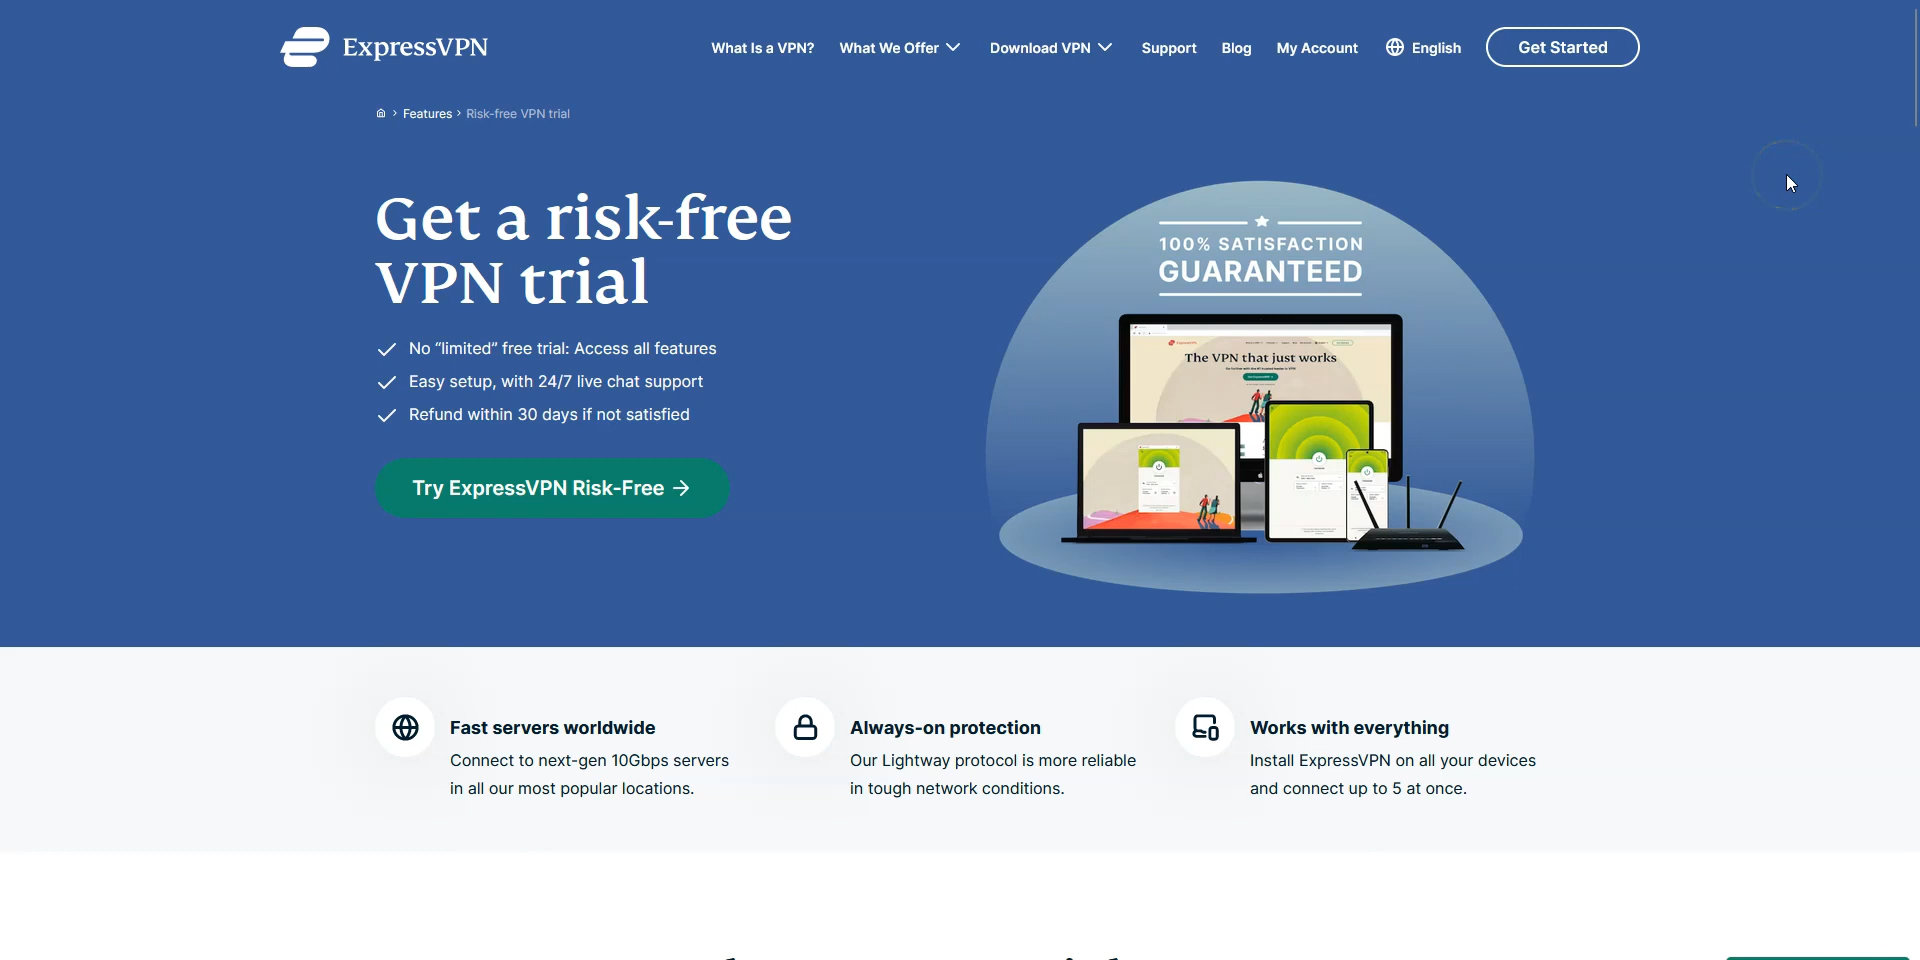 ExpressVPN
What Is a VPN?
What We Offer
Download VPN
Support
Blog
My Account
English
Get Started
Features
Risk-free VPN trial
Get a risk-free
VPN trial
No “limited” free trial: Access all features
Easy setup, with 24/7 live chat support
Refund within 30 days if not satisfied
Try ExpressVPN Risk-Free
100% SATISFACTION
GUARANTEED
The VPN that just works
Fast servers worldwide
Connect to next-gen 10Gbps servers
in all our most popular locations.
Always-on protection
Our Lightway protocol is more reliable
in tough network conditions.
Works with everything
Install ExpressVPN on all your devices
and connect up to 5 at once.